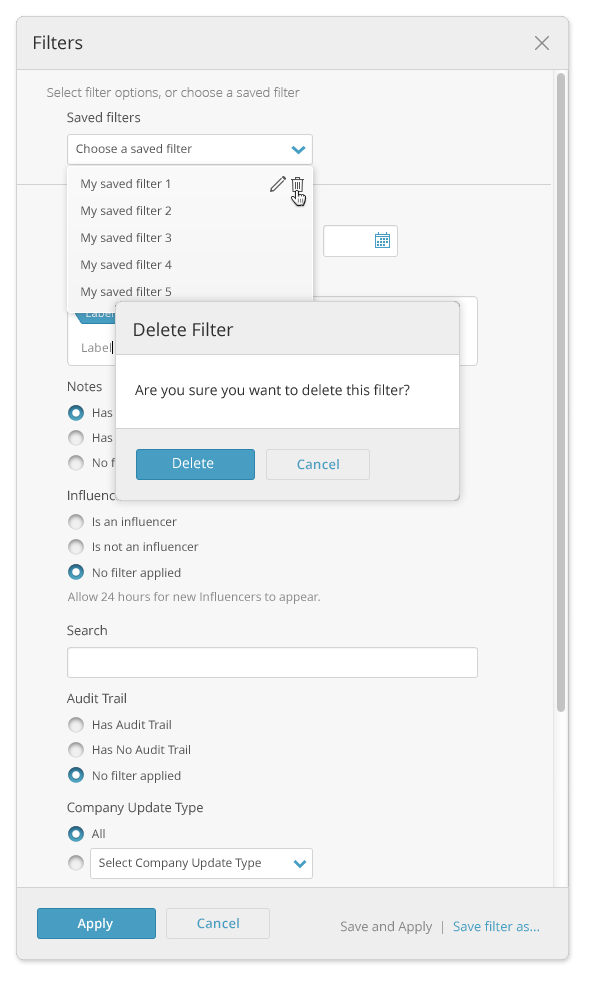 Filters
Select filter options, or choose a saved filter
Saved filters
Choose a saved filter
My saved filter 1
My saved filter 2
My saved filter 3
My saved filter 4
My saved filter 5
Label
Label
Delete Filter
Are you sure you want to delete this filter?
Delete
Cancel
Notes
Has
Has
No f
Influenc
Is an influencer
Is not an influencer
No filter applied
Allow 24 hours for new Influencers to appear.
Search
Audit Trail
Has Audit Trail
Has No Audit Trail
No filter applied
Company Update Type
All
Select Company Update Type
Apply
Cancel
Save and Apply | Save filter as...